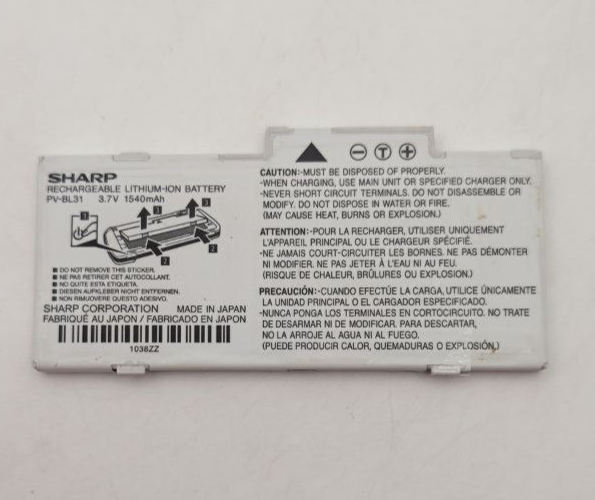 SHARP
RECHARGEABLE LITHIUM-ION BATTERY
PV-BL31 3.7V 1540mAh
3
3
1
2
2
■ DO NOT REMOVE THIS STICKER.
■ NE PAS RETIRER CET AUTOCOLLANT.
■ NO QUITE ESTA ETIQUETA.
■ DIESEN AUFKLEBER NICHT ENTFERNEN.
■ NON RIMUOVERE QUESTO ADESIVO.
SHARP CORPORATION MADE IN JAPAN
FABRIQUÉ AU JAPON / FABRICADO EN JAPON
1038ZZ
▲ ⊖ Ⓣ ⊕
CAUTION:-MUST BE DISPOSED OF PROPERLY.
-WHEN CHARGING, USE MAIN UNIT OR SPECIFIED CHARGER ONLY.
-NEVER SHORT CIRCUIT TERMINALS. DO NOT DISASSEMBLE OR
MODIFY. DO NOT DISPOSE IN WATER OR FIRE.
(MAY CAUSE HEAT, BURNS OR EXPLOSION.)
ATTENTION:-POUR LA RECHARGER, UTILISER UNIQUEMENT
L'APPAREIL PRINCIPAL OU LE CHARGEUR SPÉCIFIÉ.
-NE JAMAIS COURT-CIRCUITER LES BORNES. NE PAS DÉMONTER
NI MODIFIER. NE PAS JETER À L'EAU NI AU FEU.
(RISQUE DE CHALEUR, BRÛLURES OU EXPLOSION.)
PRECAUCIÓN:-CUANDO EFECTÚE LA CARGA, UTILICE ÚNICAMENTE
LA UNIDAD PRINCIPAL O EL CARGADOR ESPECIFICADO.
-NUNCA PONGA LOS TERMINALES EN CORTOCIRCUITO. NO TRATE
DE DESARMAR NI DE MODIFICAR. PARA DESCARTAR,
NO LA ARROJE AL AGUA NI AL FUEGO.
(PUEDE PRODUCIR CALOR, QUEMADURAS O EXPLOSIÓN.)